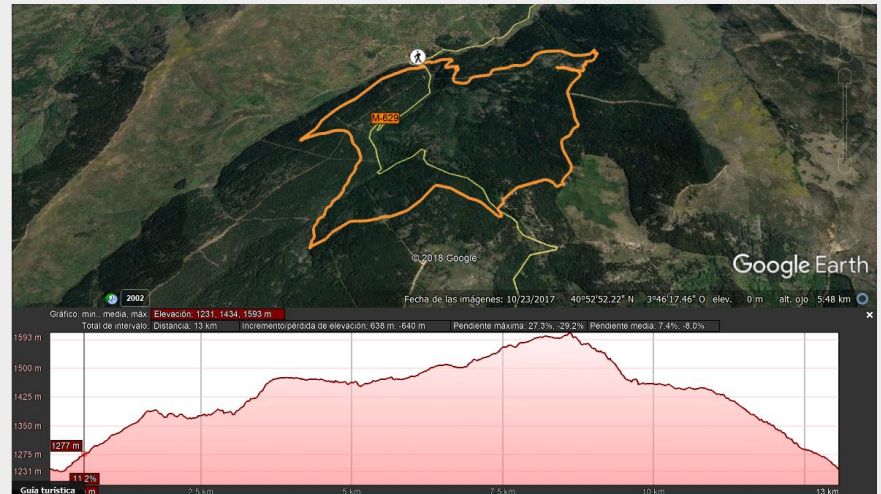 M-629
© 2018 Google
Google Earth
2002
Fecha de las imágenes: 10/23/2017 40°52'52.22" N 3°46'17.46" O elev. 0 m alt. ojo 5:48 km
Gráfico: mín., media, máx. Elevación: 1231, 1434, 1593 m
Total de intervalo: Distancia: 13 km Incremento/pérdida de elevación: 638 m, -640 m Pendiente máxima: 27.3%, -29.2% Pendiente media: 7.4%, -8.0%
1593 m
1500 m
1425 m
1350 m
1277 m
1275 m
1231 m
11.2%
Guía turística m 2.5 km 5 km 7.5 km 10 km 13 km